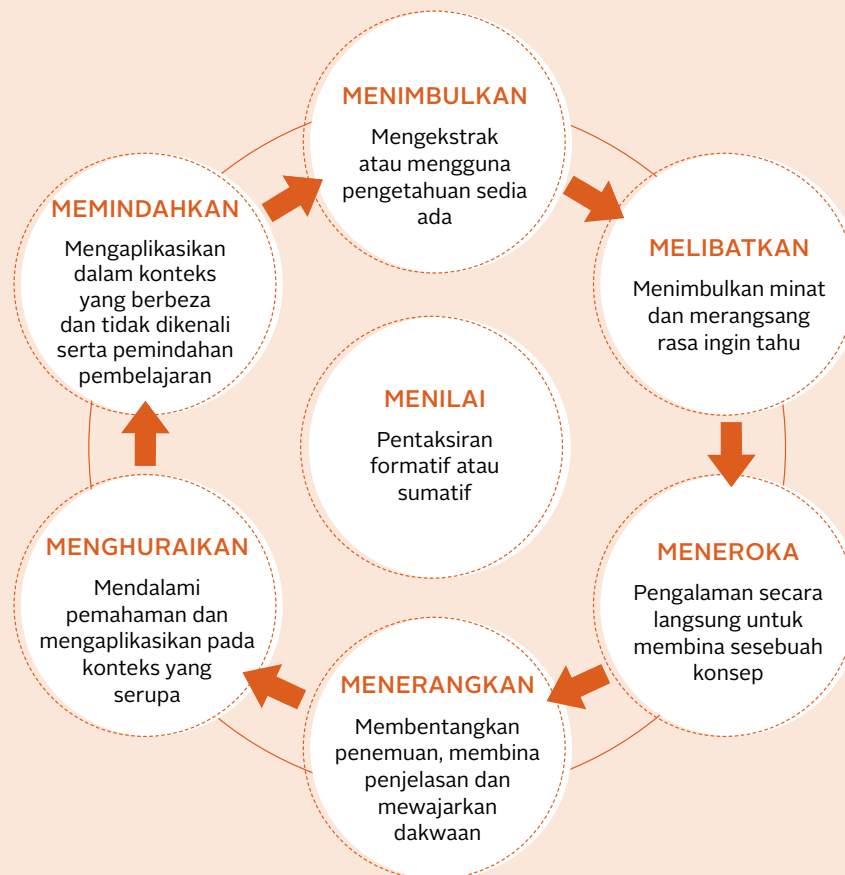 MENIMBULKAN
Mengekstrak
atau mengguna
pengetahuan sedia
ada
MELIBATKAN
Menimbulkan minat
dan merangsang
rasa ingin tahu
MENEROKA
Pengalaman secara
langsung untuk
membina sesebuah
konsep
MENERANGKAN
Membentangkan
penemuan, membina
penjelasan dan
mewajarkan
dakwaan
MENGHURAIKAN
Mendalami
pemahaman dan
mengaplikasikan pada
konteks yang
serupa
MEMINDAHKAN
Mengaplikasikan
dalam konteks
yang berbeza
dan tidak dikenali
serta pemindahan
pembelajaran
MENILAI
Pentaksiran
formatif atau
sumatif